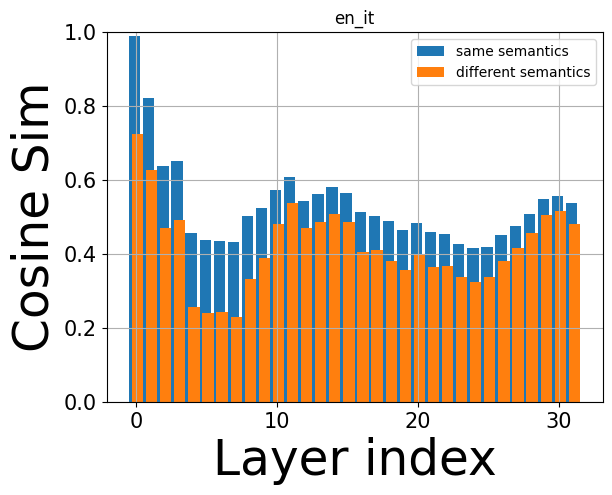 en_it
same semantics
different semantics
Cosine Sim
1.0
0.8
0.6
0.4
0.2
0.0
0 10 20 30
Layer index